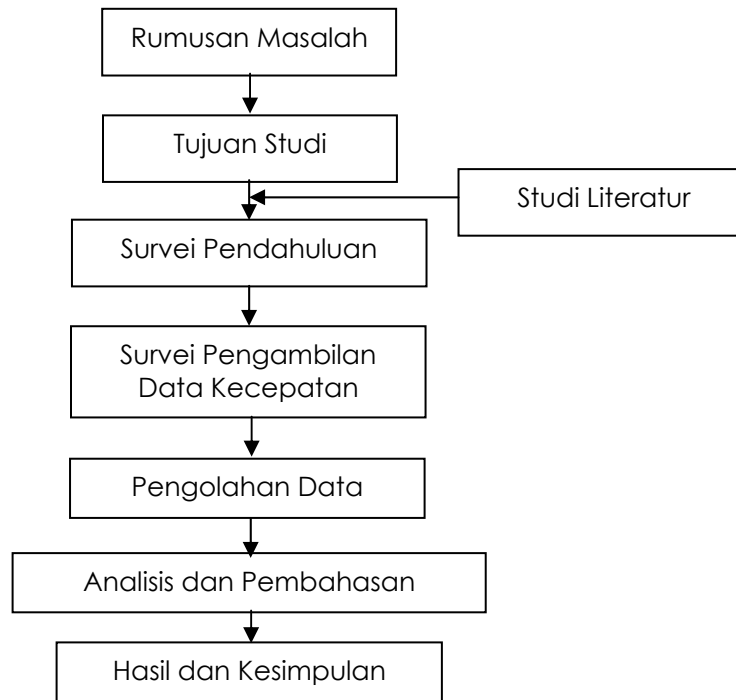 Rumusan Masalah
Tujuan Studi
Studi Literatur
Survei Pendahuluan
Survei Pengambilan
Data Kecepatan
Pengolahan Data
Analisis dan Pembahasan
Hasil dan Kesimpulan